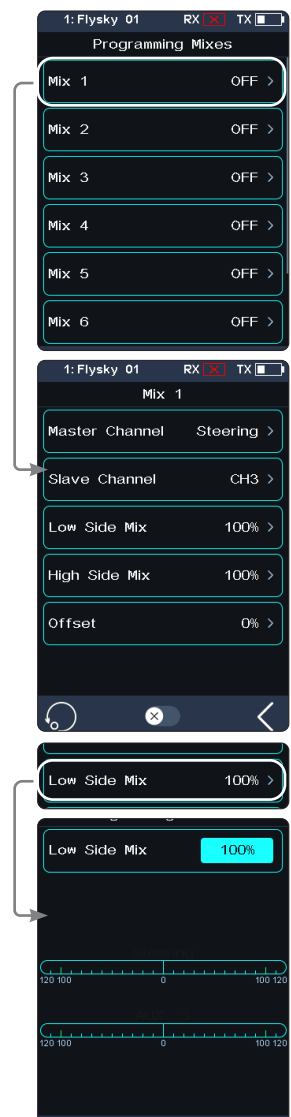 1: Flysky 01 RX TX
Programming Mixes
Mix 1 OFF >
Mix 2 OFF >
Mix 3 OFF >
Mix 4 OFF >
Mix 5 OFF >
Mix 6 OFF >
1: Flysky 01 RX TX
Mix 1
Master Channel Steering >
Slave Channel CH3 >
Low Side Mix 100% >
High Side Mix 100% >
Offset 0% >
Low Side Mix 100% >
Low Side Mix 100%
120 100 0 100 120
120 100 0 100 120